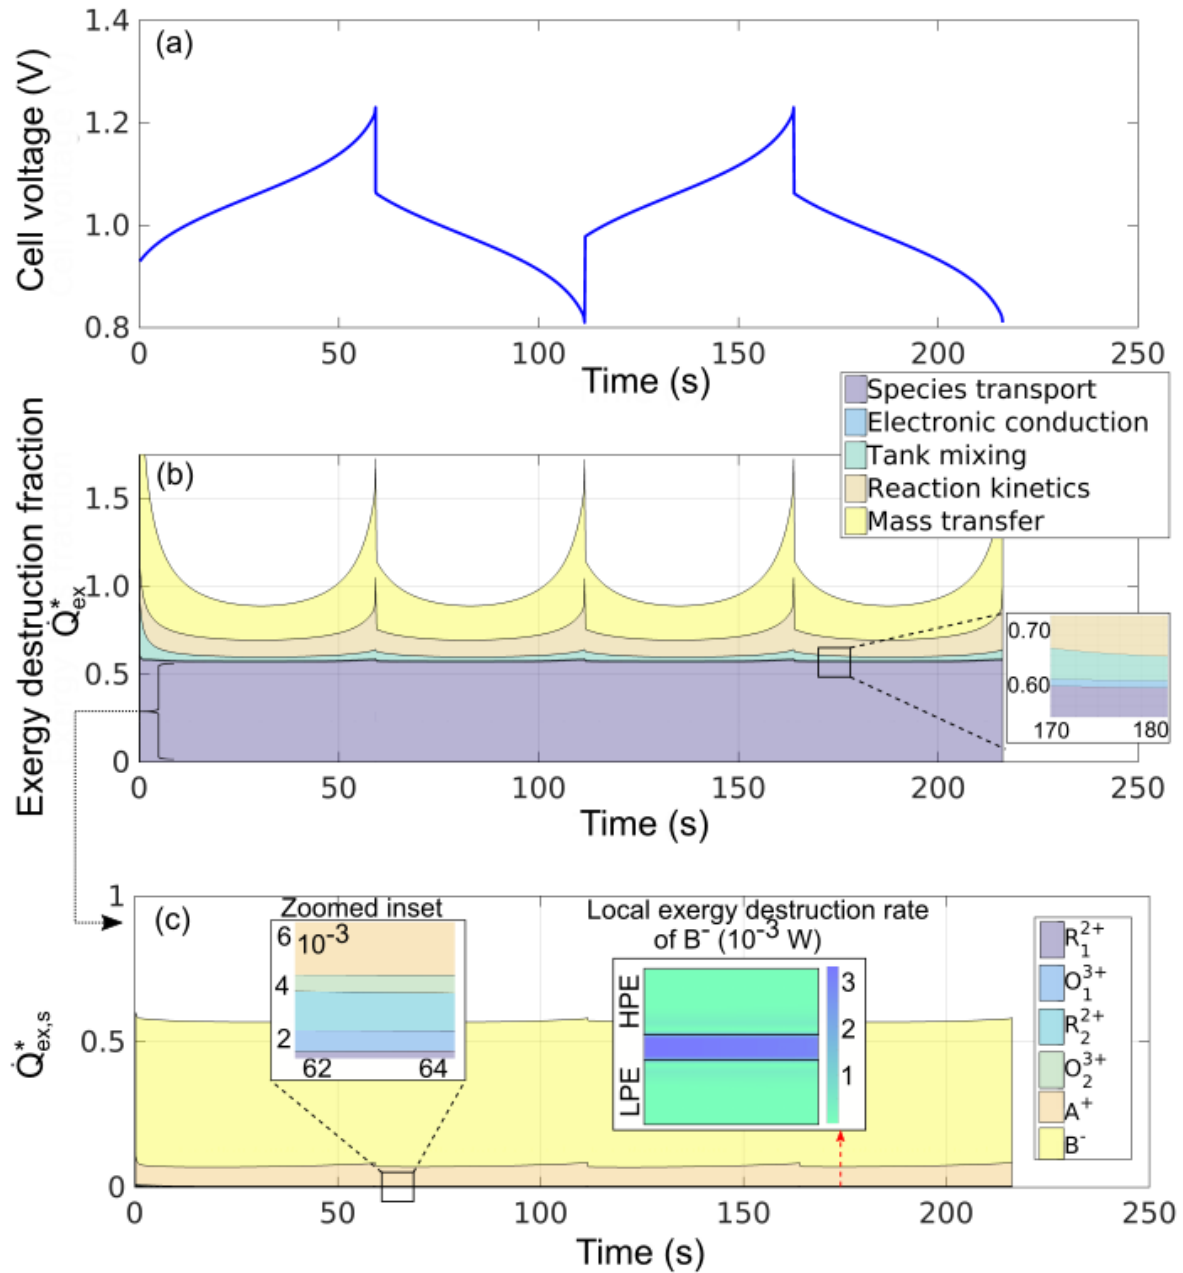 (a)
Cell voltage (V)
1.4
1.2
1.0
0.8
0 50 100 150 200 250
Time (s)
Species transport
Electronic conduction
Tank mixing
Reaction kinetics
Mass transfer
(b)
Exergy destruction fraction
Q̇*ex
1.5
1.0
0.5
0
0.70
0.60
170 180
0 50 100 150 200 250
Time (s)
(c)
Q̇*ex,s
1
0.5
0
Zoomed inset
6 10-3
4
2
62 64
Local exergy destruction rate
of B- (10-3 W)
HPE
LPE
3
2
1
R12+
O13+
R22+
O23+
A+
B-
0 50 100 150 200 250
Time (s)